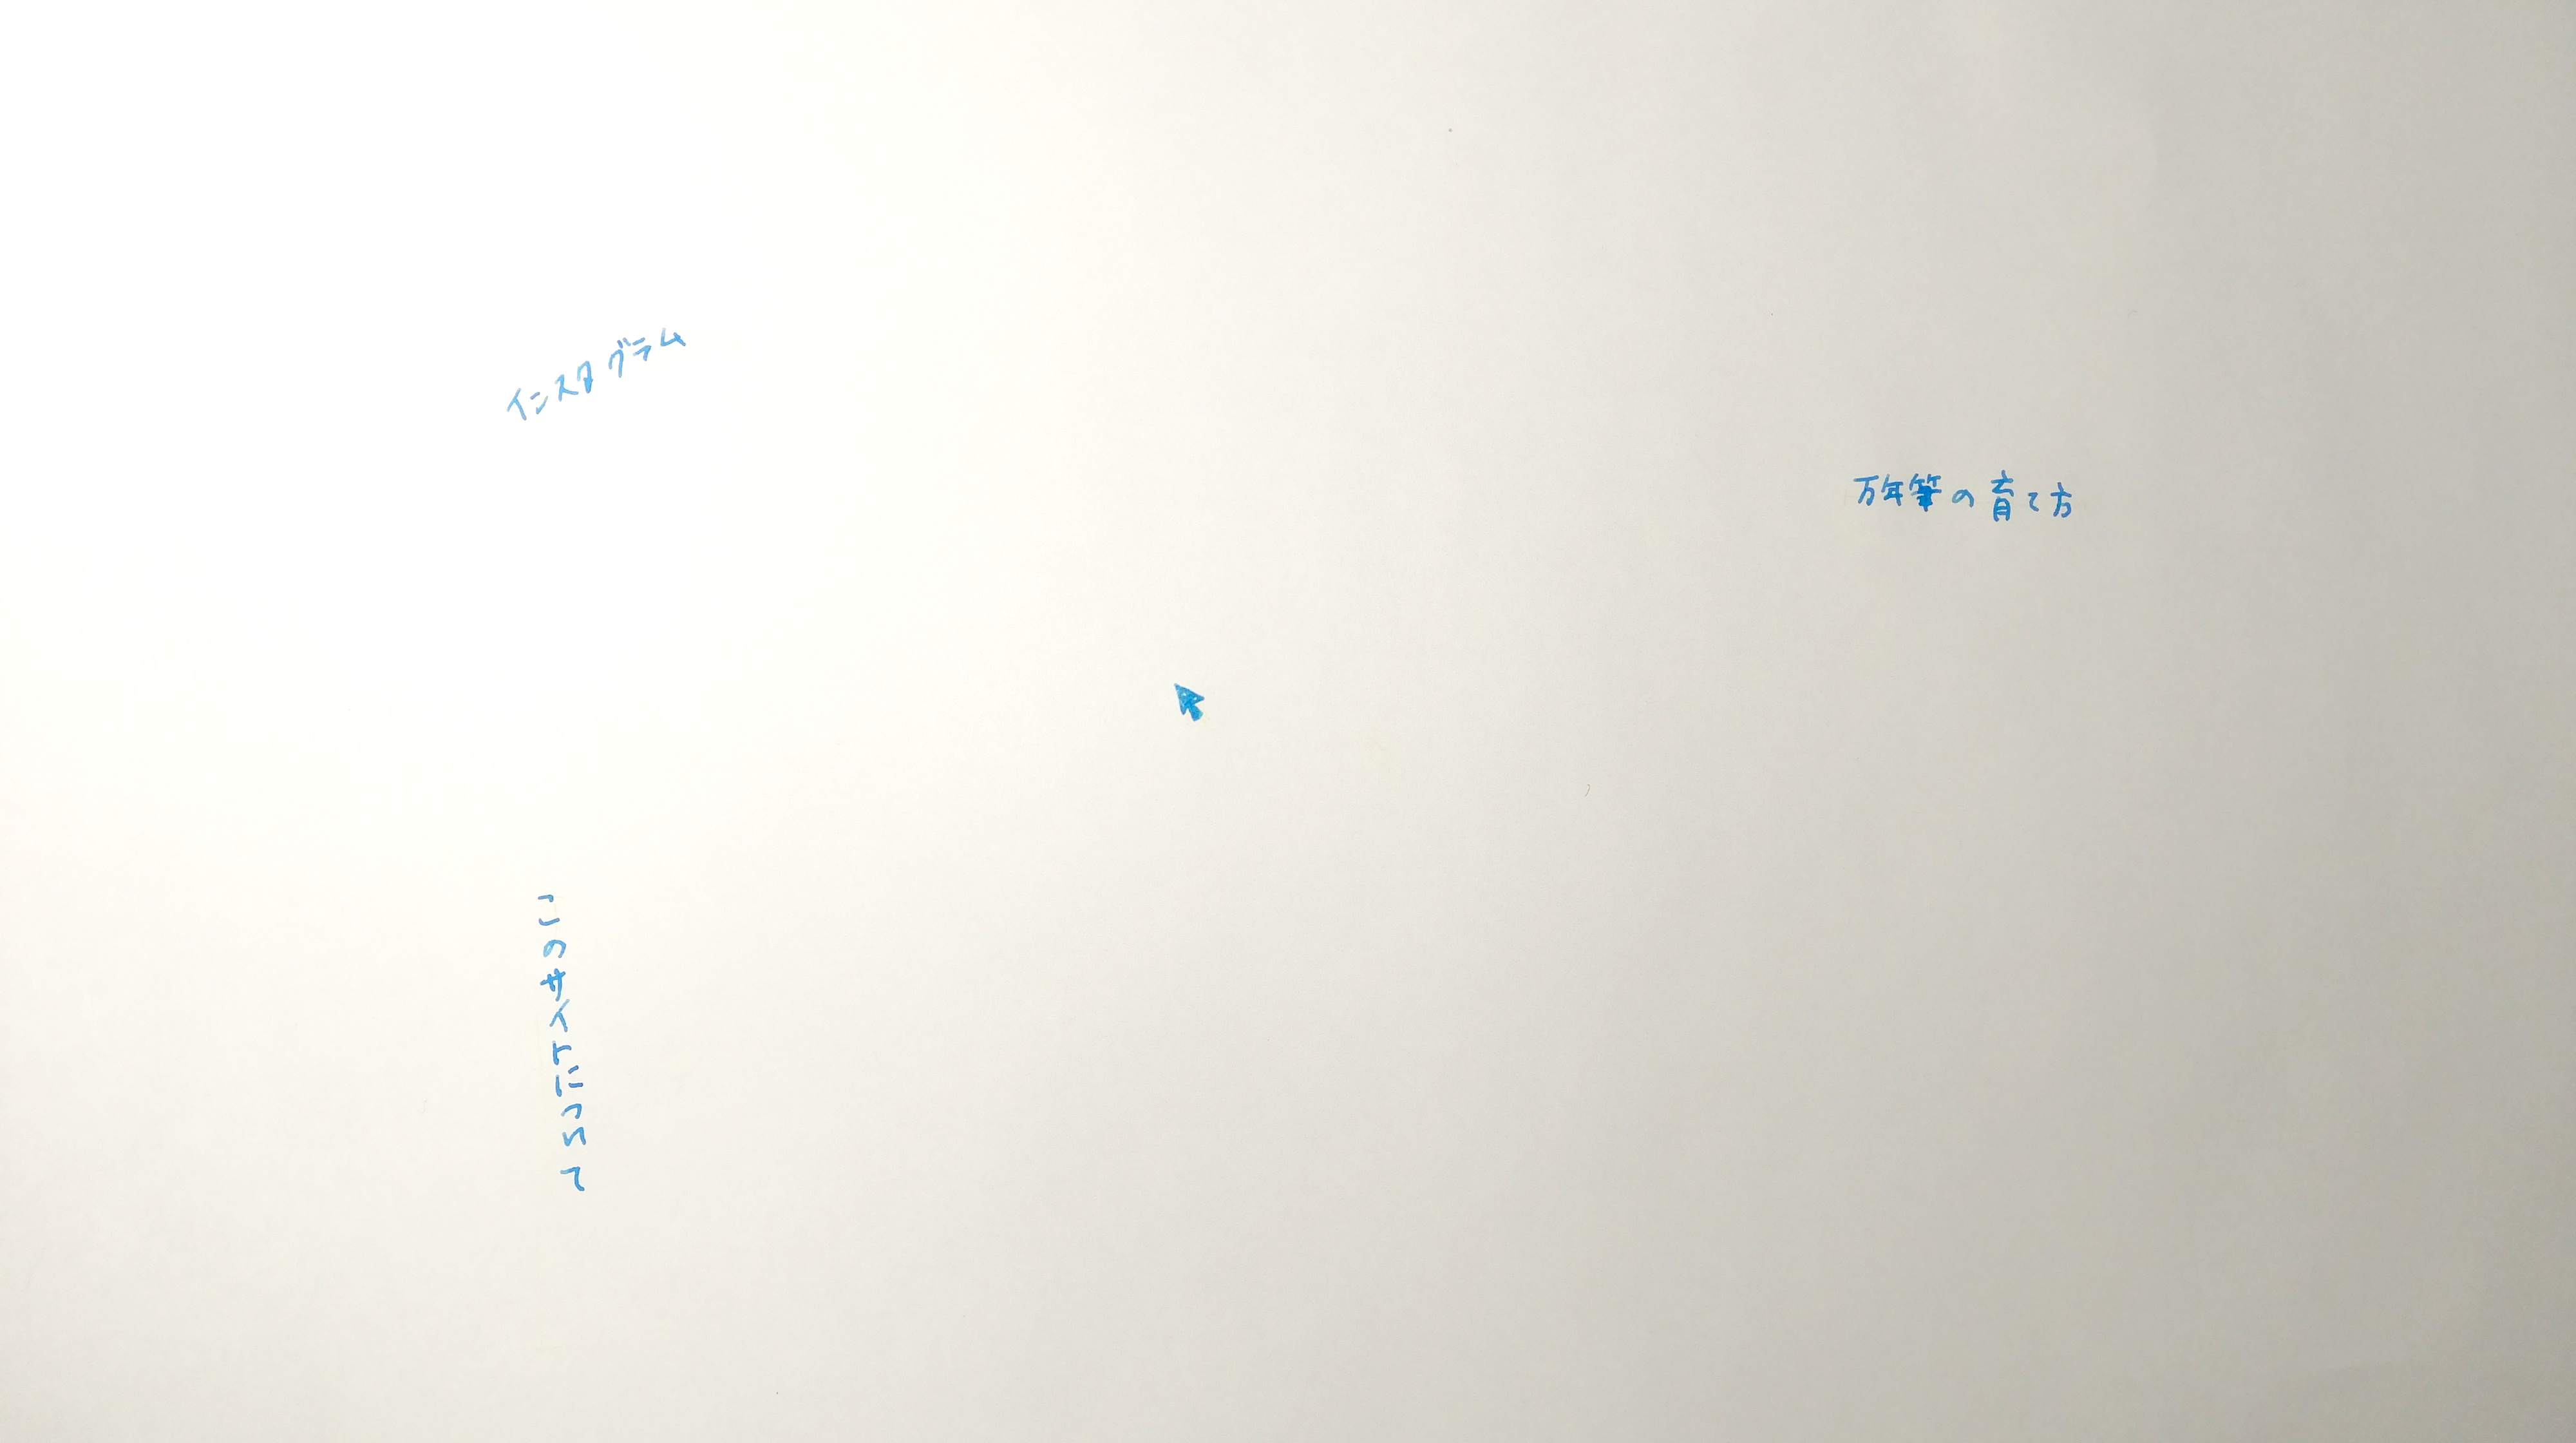 インスタグラム
万年筆の育て方
このサイトについて